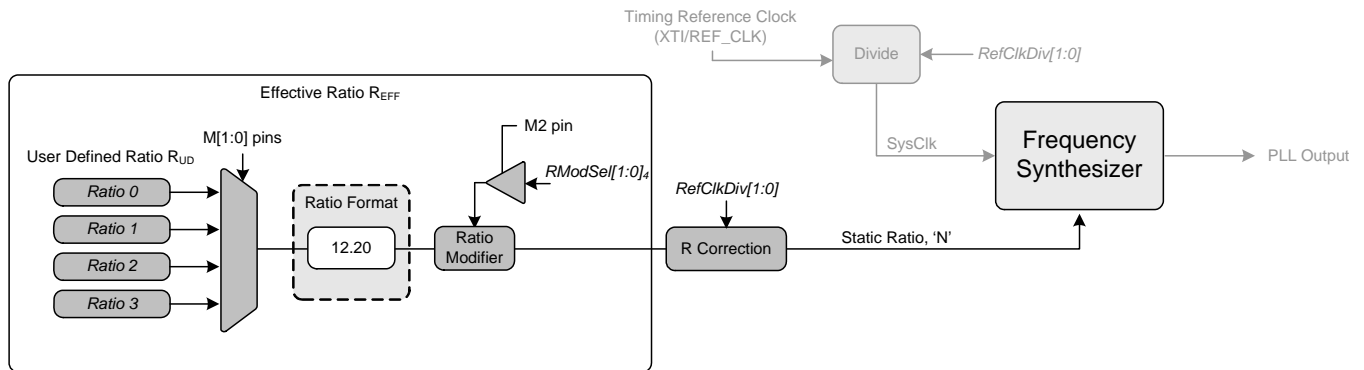 Timing Reference Clock
(XTI/REF_CLK)
Divide
RefClkDiv[1:0]
Effective Ratio REFF
M[1:0] pins
M2 pin
User Defined Ratio RUD
RModSel[1:0]4
SysClk
Frequency
Synthesizer
PLL Output
Ratio 0
Ratio 1
Ratio 2
Ratio 3
Ratio Format
12.20
Ratio
Modifier
RefClkDiv[1:0]
R Correction
Static Ratio, ‘N’